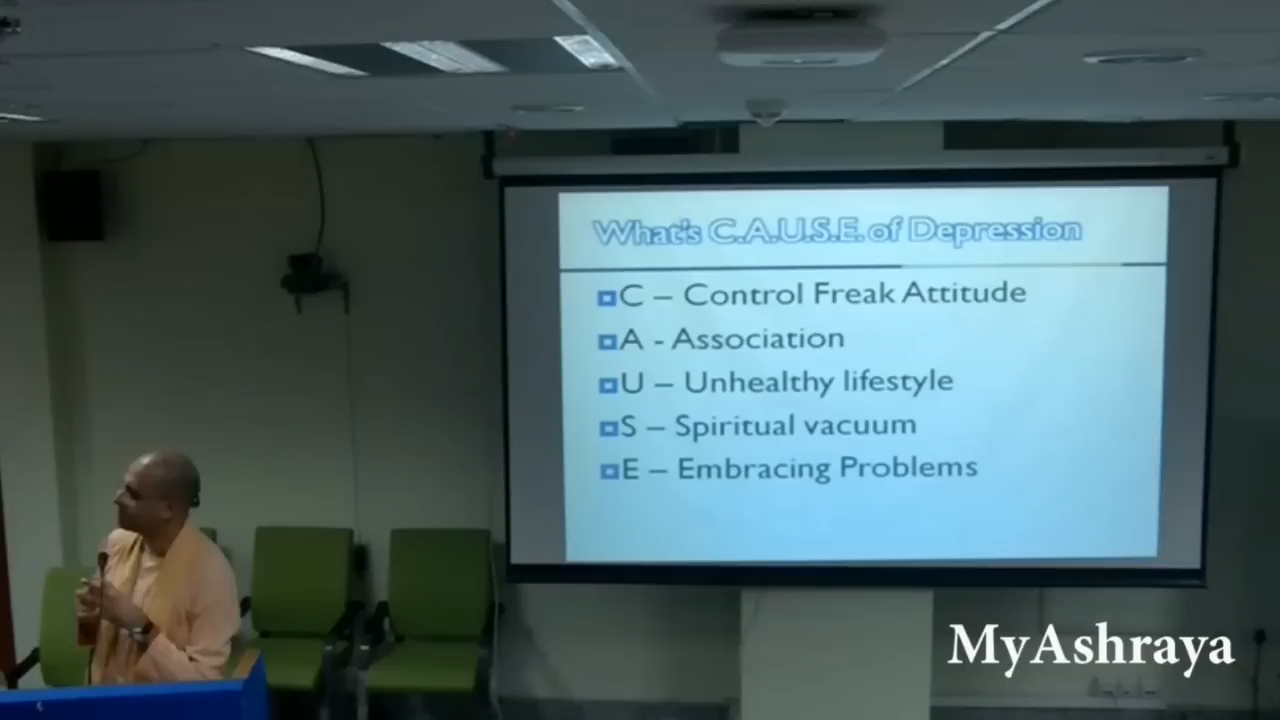 What's C.A.U.S.E. of Depression
C – Control Freak Attitude
A - Association
U – Unhealthy lifestyle
S – Spiritual vacuum
E – Embracing Problems
MyAshraya